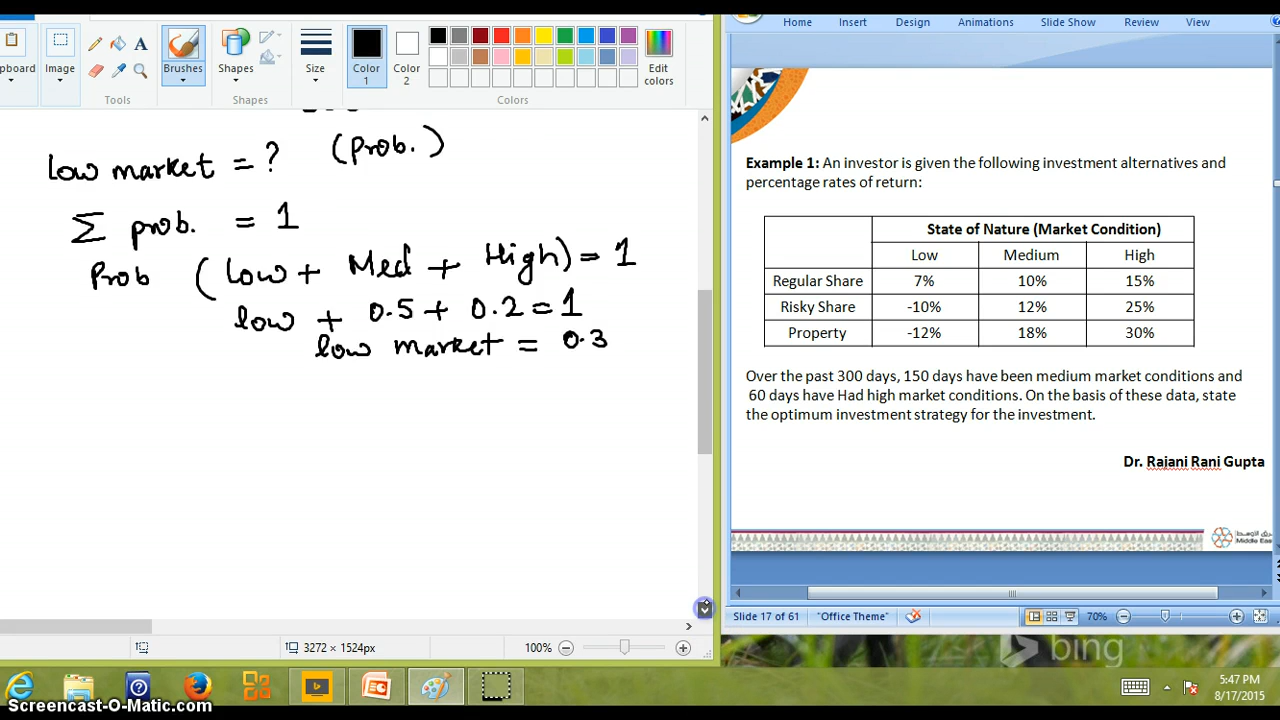 Home Insert Design Animations Slide Show Review View
Image
Brushes
Shapes
Size
Color 1
Color 2
Edit colors
Tools
Shapes
Colors
low market = ? (Prob.)
Σ prob. = 1
Prob (low + Med + High) = 1
low + 0.5 + 0.2 = 1
low market = 0.3
3272 × 1524px
100%
Example 1: An investor is given the following investment alternatives and
percentage rates of return:
State of Nature (Market Condition)
Low Medium High
Regular Share 7% 10% 15%
Risky Share -10% 12% 25%
Property -12% 18% 30%
Over the past 300 days, 150 days have been medium market conditions and
60 days have Had high market conditions. On the basis of these data, state
the optimum investment strategy for the investment.
Dr. Rajani Rani Gupta
Slide 17 of 61 "Office Theme" 70%
bing
5:47 PM
8/17/2015
Screencast-O-Matic.com